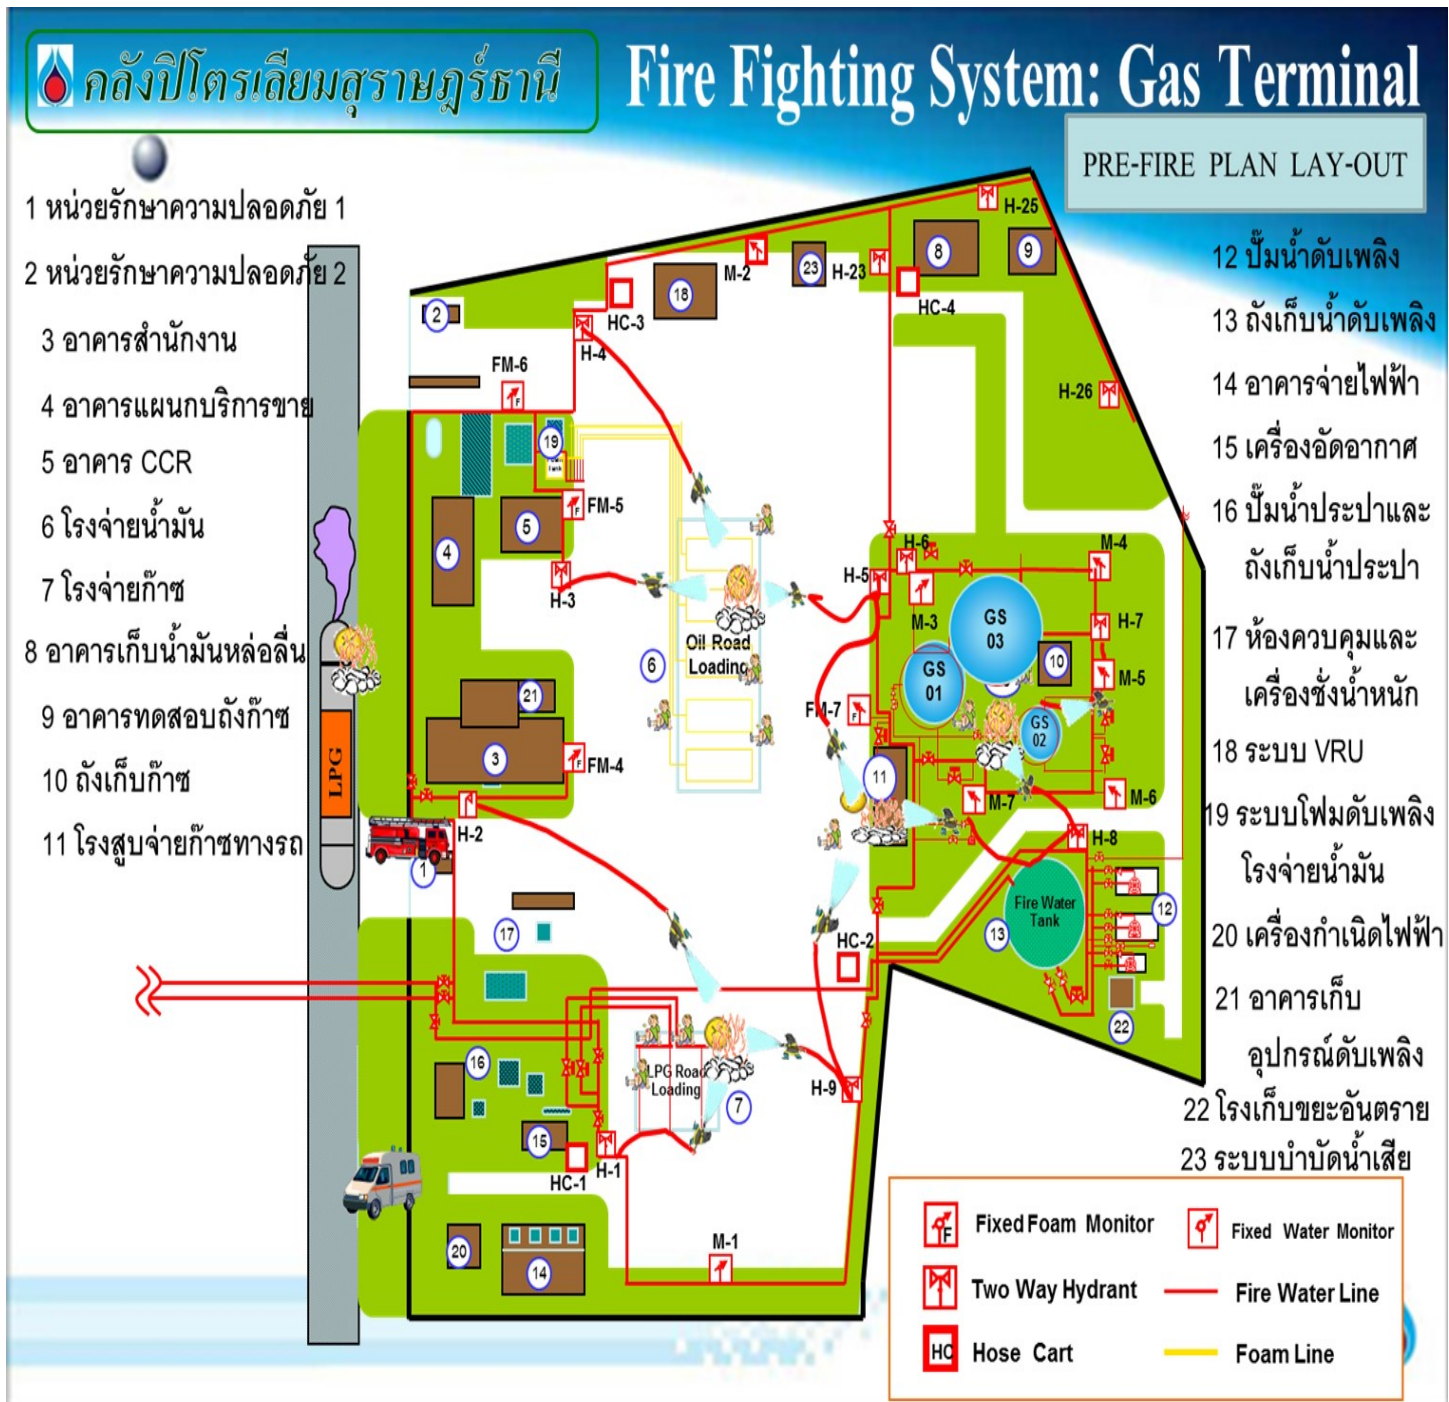 คลังปิโตรเลียมสุราษฎร์ธานี
Fire Fighting System: Gas Terminal
PRE-FIRE PLAN LAY-OUT
1 หน่วยรักษาความปลอดภัย 1
2 หน่วยรักษาความปลอดภัย 2
3 อาคารสำนักงาน
4 อาคารแผนกบริการขาย
5 อาคาร CCR
6 โรงจ่ายน้ำมัน
7 โรงจ่ายก๊าซ
8 อาคารเก็บน้ำมันหล่อลื่น
9 อาคารทดสอบถังก๊าซ
10 ถังเก็บก๊าซ
11 โรงสูบจ่ายก๊าซทางรถ
12 ปั๊มน้ำดับเพลิง
13 ถังเก็บน้ำดับเพลิง
14 อาคารจ่ายไฟฟ้า
15 เครื่องอัดอากาศ
16 ปั๊มน้ำประปาและ
ถังเก็บน้ำประปา
17 ห้องควบคุมและ
เครื่องชั่งน้ำหนัก
18 ระบบ VRU
19 ระบบโฟมดับเพลิง
โรงจ่ายน้ำมัน
20 เครื่องกำเนิดไฟฟ้า
21 อาคารเก็บ
อุปกรณ์ดับเพลิง
22 โรงเก็บขยะอันตราย
23 ระบบบำบัดน้ำเสีย
H-25
8
9
M-2
23
H-23
18
HC-3
HC-4
2
H-4
FM-6
H-26
19
Tank
FM-5
5
4
H-3
H-6
M-4
H-5
M-3
GS
03
H-7
GS
01
10
M-5
Oil Road
Loading
6
21
FM-7
GS
02
3
FM-4
11
M-7
M-6
LPG
H-2
H-8
1
Fire Water
Tank
12
13
17
HC-2
22
16
LPG Road
Loading
7
H-9
15
H-1
HC-1
M-1
20
14
F
Fixed Foam Monitor
Fixed Water Monitor
Two Way Hydrant
Fire Water Line
HC
Hose Cart
Foam Line